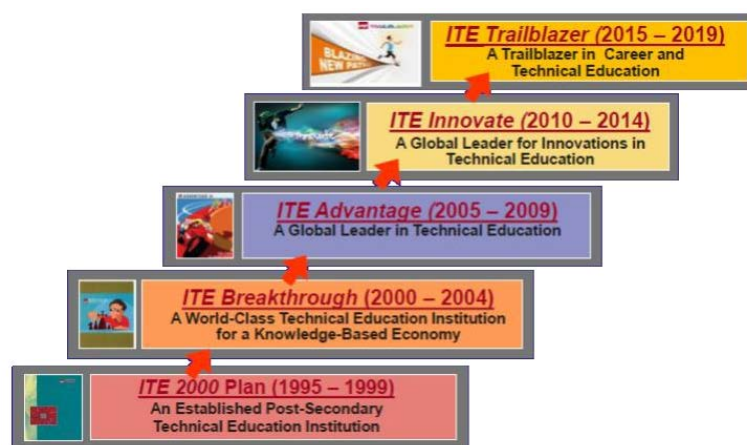 BLAZING
NEW PATHS
ITE Trailblazer (2015 – 2019)
A Trailblazer in Career and
Technical Education
ITE Innovate (2010 – 2014)
A Global Leader for Innovations in
Technical Education
ITE Advantage (2005 – 2009)
A Global Leader in Technical Education
ITE Breakthrough (2000 – 2004)
A World-Class Technical Education Institution
for a Knowledge-Based Economy
ITE 2000 Plan (1995 – 1999)
An Established Post-Secondary
Technical Education Institution